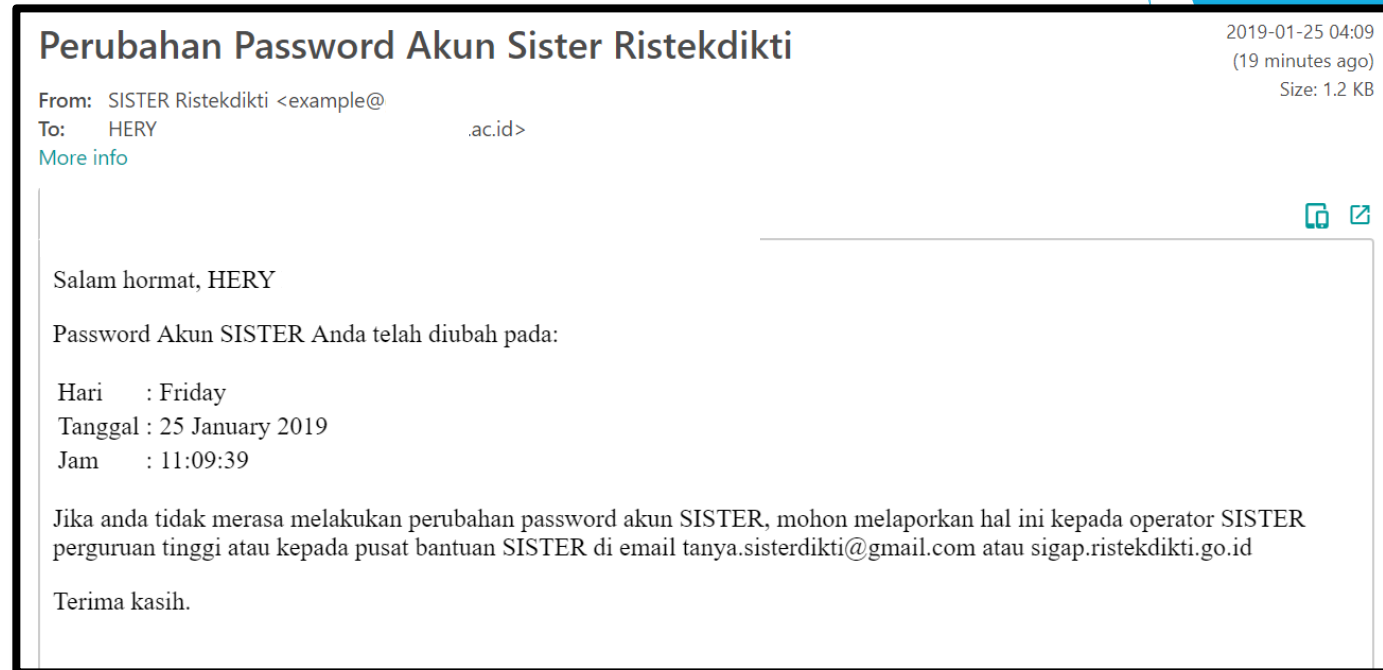 Perubahan Password Akun Sister Ristekdikti
2019-01-25 04:09
(19 minutes ago)
Size: 1.2 KB
From: SISTER Ristekdikti <example@
To: HERY .ac.id>
More info
Salam hormat, HERY
Password Akun SISTER Anda telah diubah pada:
Hari : Friday
Tanggal : 25 January 2019
Jam : 11:09:39
Jika anda tidak merasa melakukan perubahan password akun SISTER, mohon melaporkan hal ini kepada operator SISTER
perguruan tinggi atau kepada pusat bantuan SISTER di email tanya.sisterdikti@gmail.com atau sigap.ristekdikti.go.id
Terima kasih.